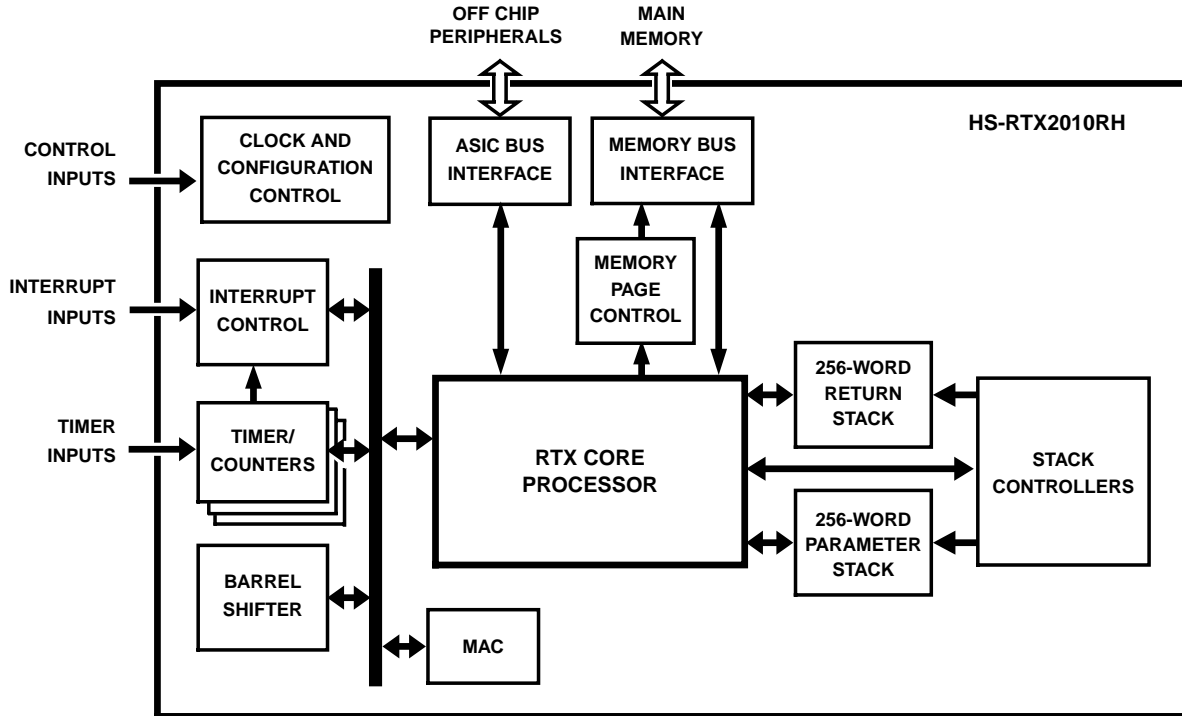 OFF CHIP
PERIPHERALS
MAIN
MEMORY
HS-RTX2010RH
CONTROL
INPUTS
CLOCK AND
CONFIGURATION
CONTROL
ASIC BUS
INTERFACE
MEMORY BUS
INTERFACE
MEMORY
PAGE
CONTROL
INTERRUPT
INPUTS
INTERRUPT
CONTROL
TIMER
INPUTS
TIMER/
COUNTERS
RTX CORE
PROCESSOR
256-WORD
RETURN
STACK
STACK
CONTROLLERS
256-WORD
PARAMETER
STACK
BARREL
SHIFTER
MAC